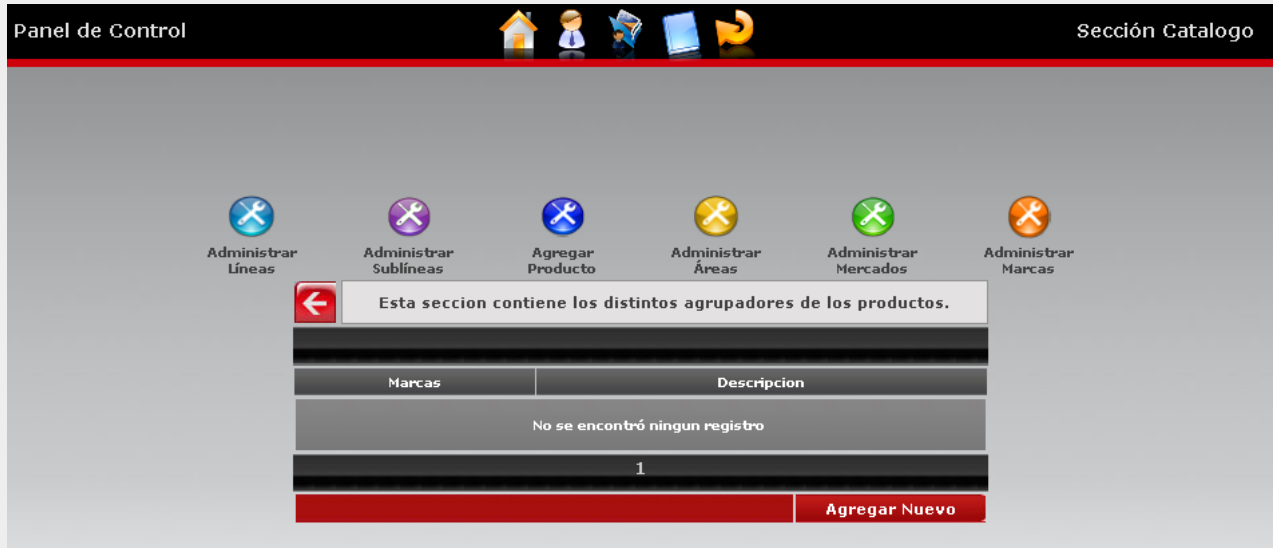 Panel de Control
Sección Catalogo
Administrar
Líneas
Administrar
Sublíneas
Agregar
Producto
Administrar
Áreas
Administrar
Mercados
Administrar
Marcas
Esta seccion contiene los distintos agrupadores de los productos.
Marcas
Descripcion
No se encontró ningun registro
1
Agregar Nuevo